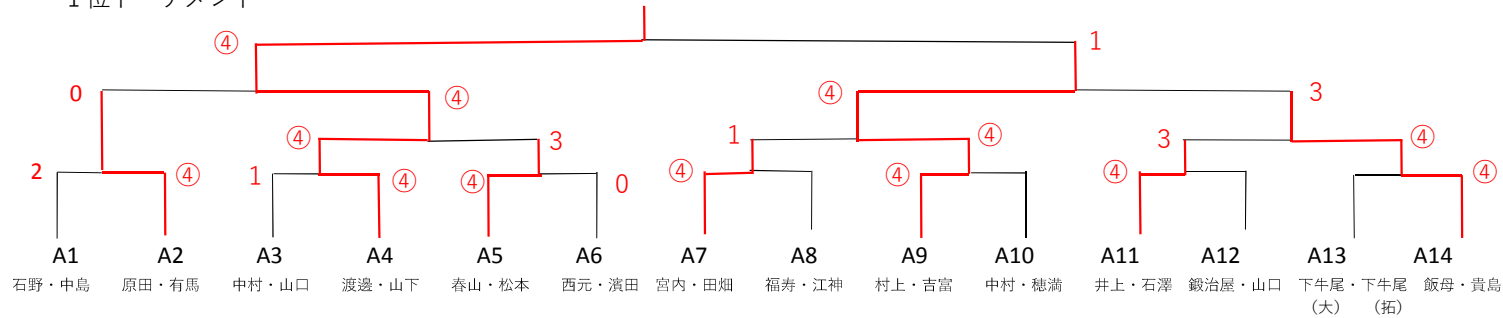 1位トーナメント
④ 1
0 ④ ④ 3
④ 3 1 ④ 3 ④
2 ④ 1 ④ ④ 0 ④ ④ ④ ④
A1 A2 A3 A4 A5 A6 A7 A8 A9 A10 A11 A12 A13 A14
石野・中島 原田・有馬 中村・山口 渡邊・山下 春山・松本 西元・濱田 宮内・田畑 福寿・江神 村上・吉富 中村・穂満 井上・石澤 鍛治屋・山口 下牛尾・下牛尾 飯母・貴島
(大) (拓)